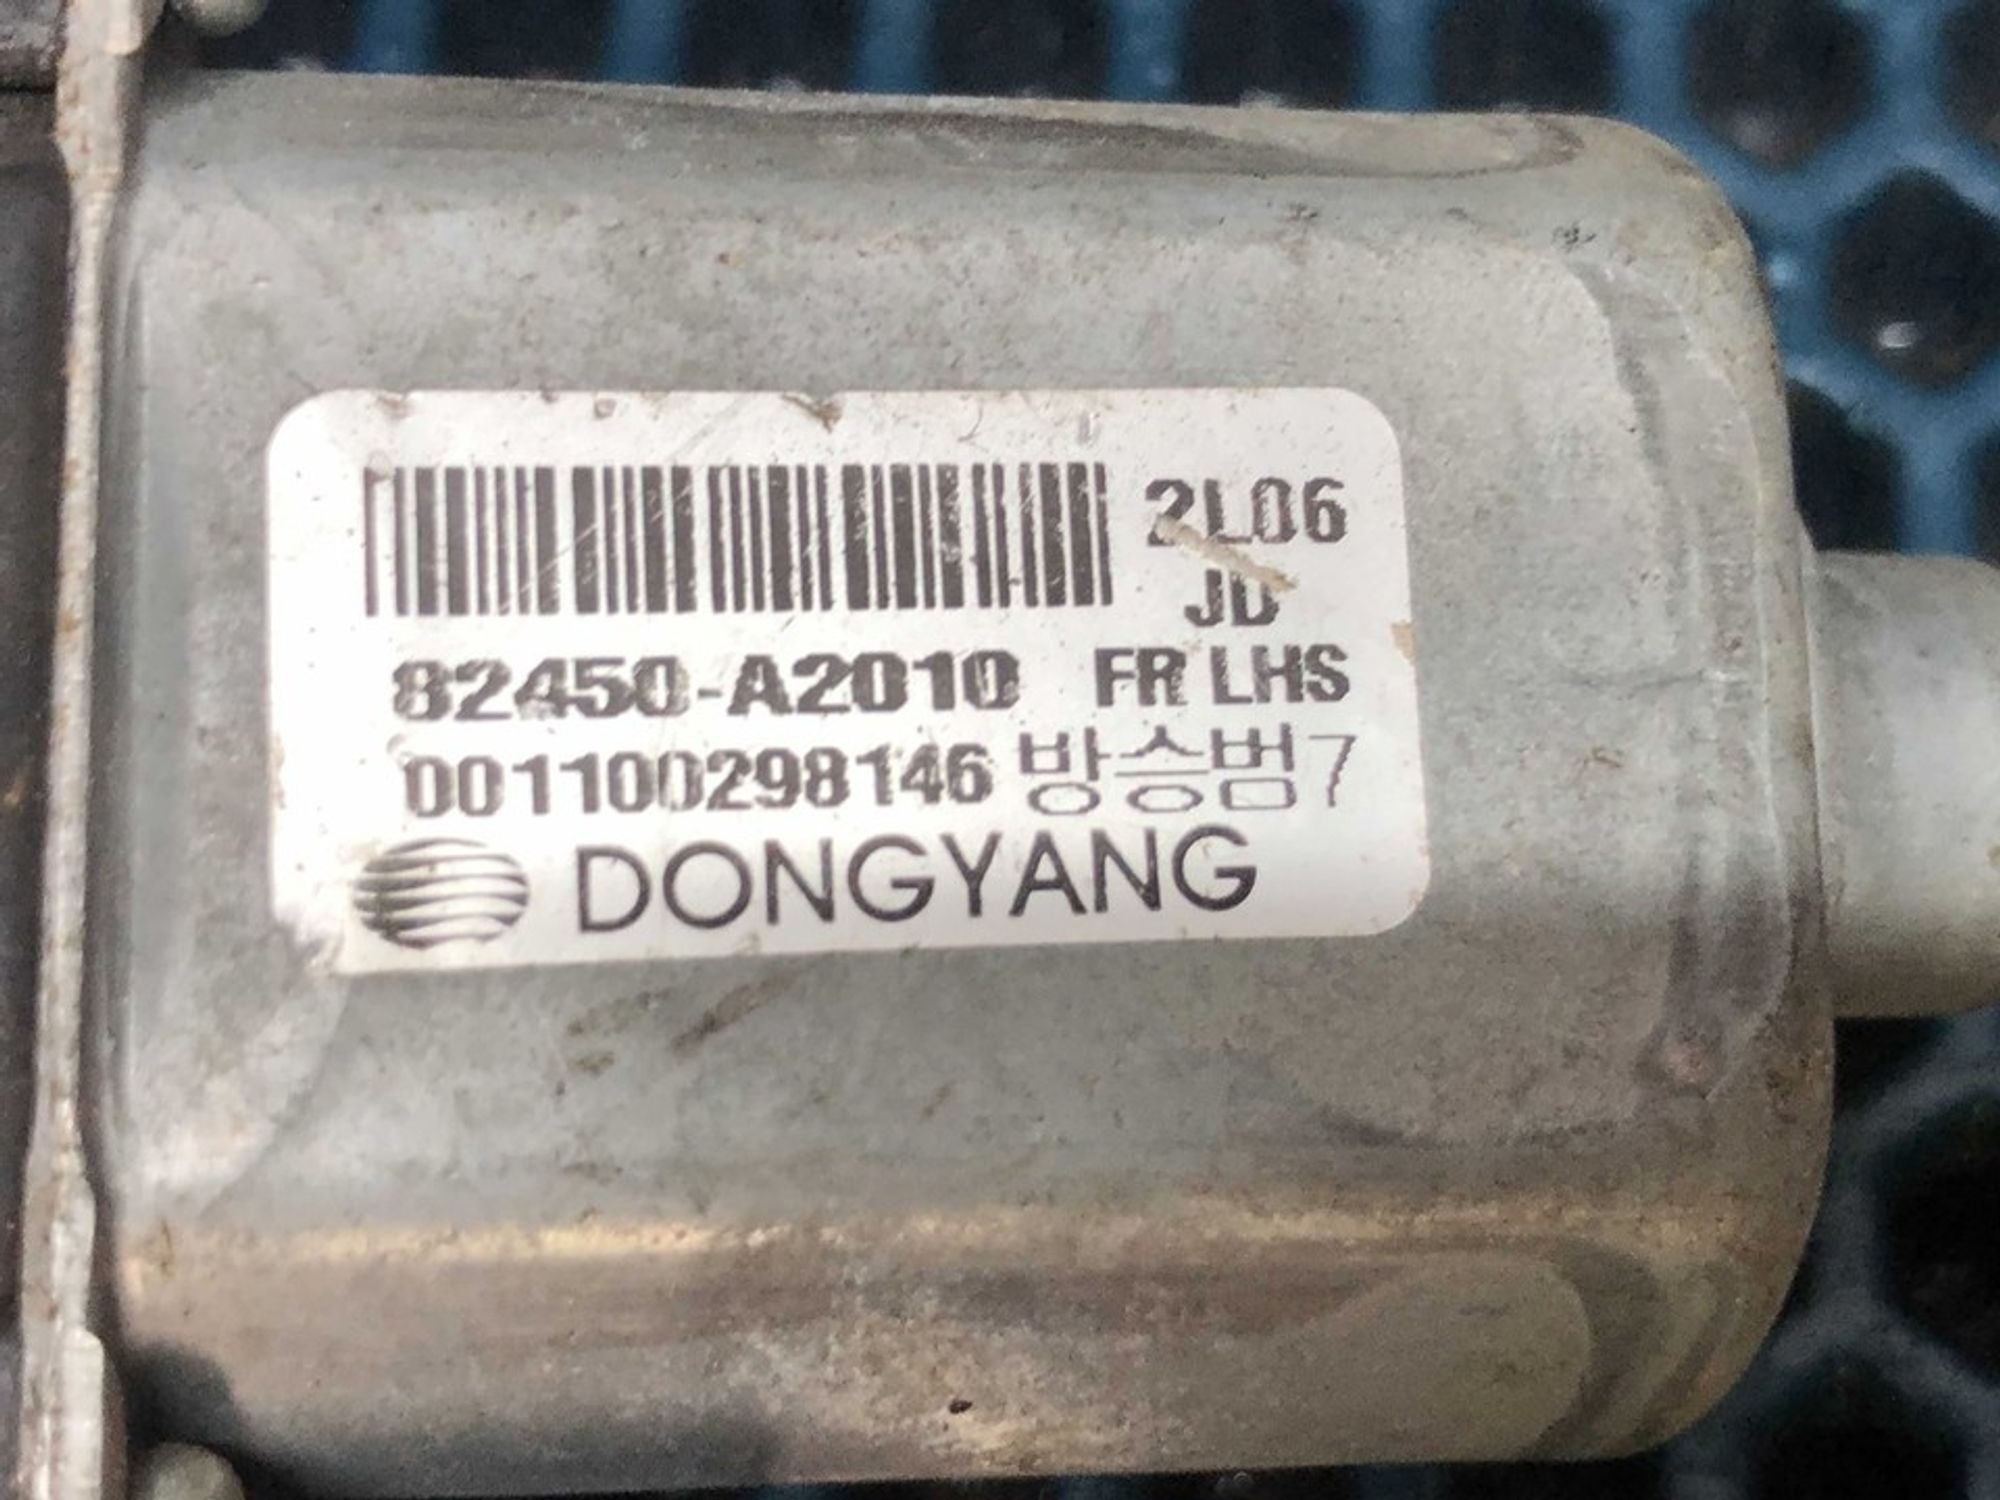 2L06
JD
82450-A2010 FR LHS
001100298146 방승범7
DONGYANG